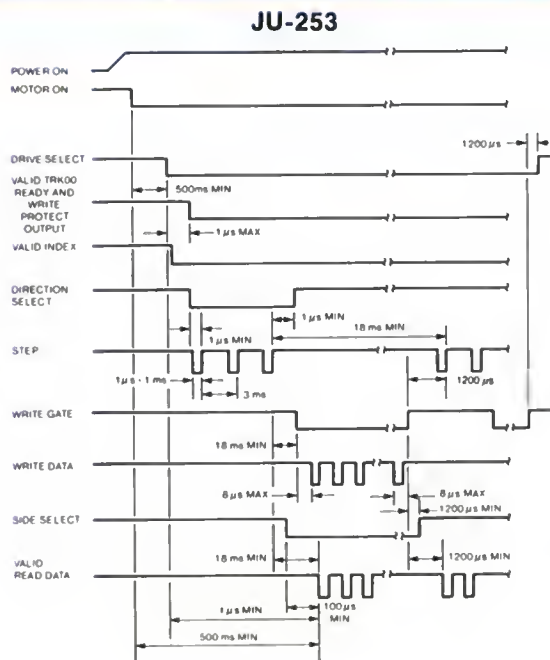 JU-253
POWER ON
MOTOR ON
1200 µs
DRIVE SELECT
500ms MIN
VALID TRK00
READY AND
WRITE
PROTECT
OUTPUT
1 µs MAX
VALID INDEX
DIRECTION
SELECT
1 µs MIN
1 µs MIN
18 ms MIN
STEP
1µs - 1 ms
3 ms
1200 µs
WRITE GATE
18 ms MIN
WRITE DATA
8 µs MAX
8 µs MAX
1200 µs MIN
SIDE SELECT
18 ms MIN
1200 µs MIN
VALID
READ DATA
100 µs
MIN
1 µs MIN
500 ms MIN